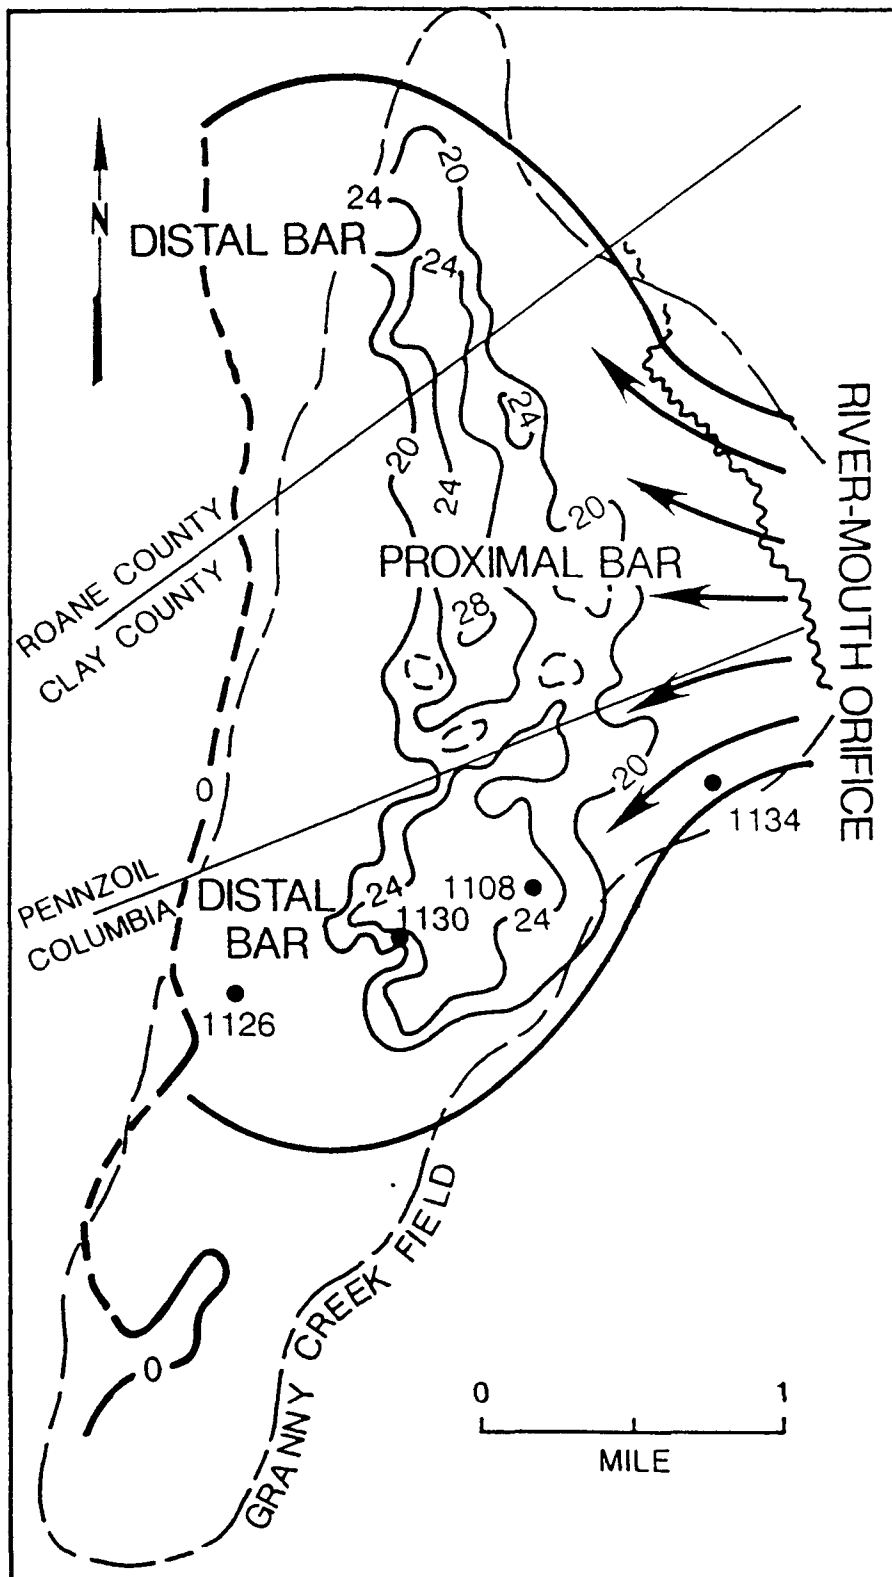 20
24
N
DISTAL BAR
24
24
20
24
20
RIVER-MOUTH ORIFICE
ROANE COUNTY
CLAY COUNTY
PROXIMAL BAR
28
0
20
1134
PENNZOIL
COLUMBIA
DISTAL
BAR
24
1108
1130
24
1126
GRANNY CREEK FIELD
0
0 1
MILE